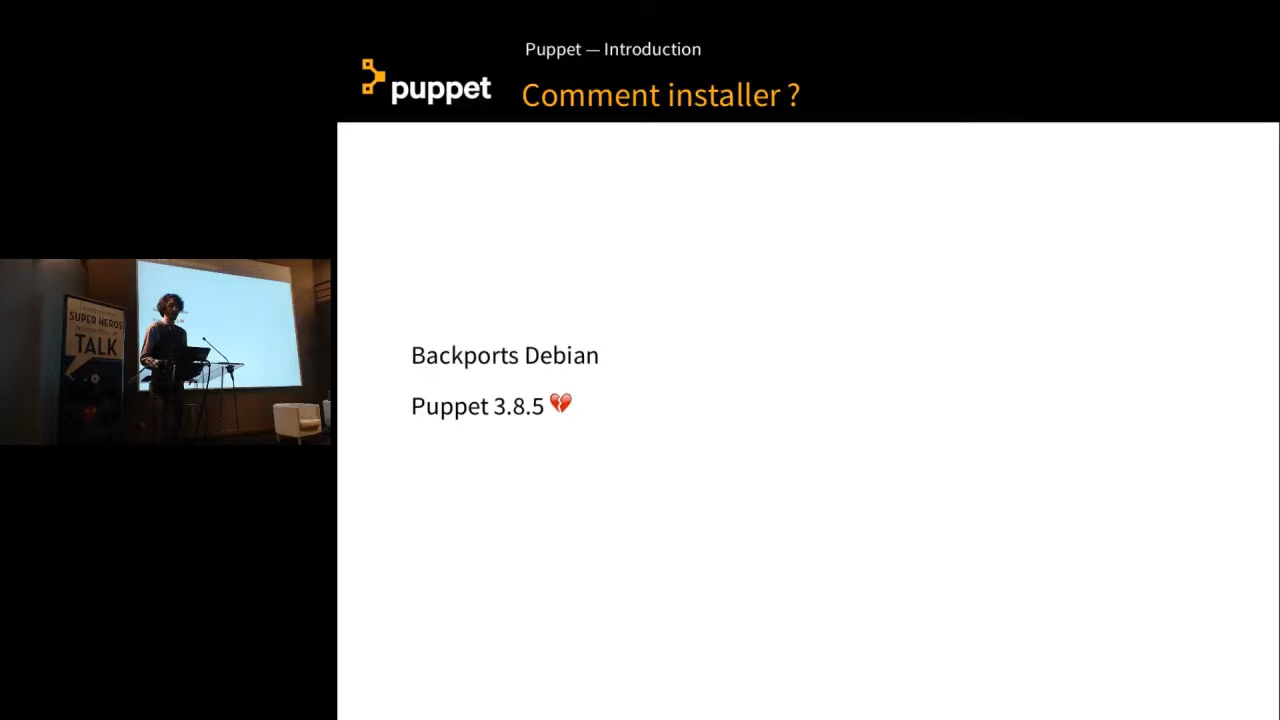 Puppet — Introduction
puppet
Comment installer ?
SUPER HEROS
TALK
Backports Debian
Puppet 3.8.5 💔